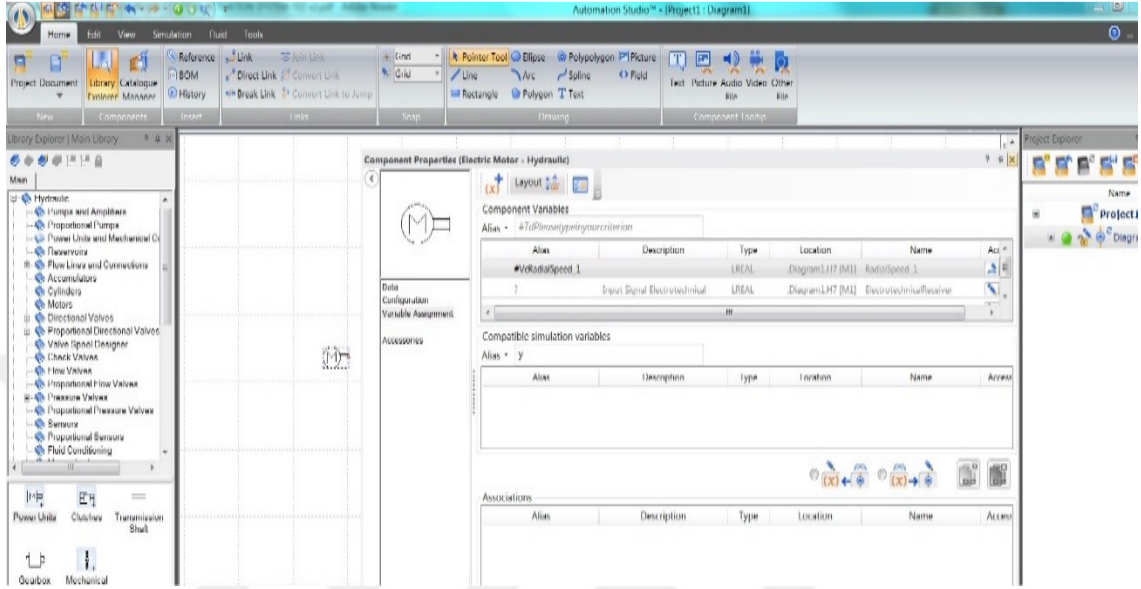 Automation Studio™ - [Project1 : Diagram1]
Home Edit View Simulation Fluid Tools
Project Document
Library Explorer
Catalogue Manager
Reference
BOM
History
Link
Join Link
Direct Link
Convert Link
Break Link
Convert Link to Jump
Grid
Grid
Pointer Tool
Ellipse
Polypolygon
Picture
Line
Arc
Spline
Field
Rectangle
Polygon
Text
Text Picture Audio File Video Other File
New Components Insert Links Snap Drawing Component Tooltip
Library Explorer | Main Library
Main
Hydraulic
Pumps and Amplifiers
Proportional Pumps
Power Units and Mechanical Co
Reservoirs
Flow Lines and Connections
Accumulators
Cylinders
Motors
Directional Valves
Proportional Directional Valves
Valve Spool Designer
Check Valves
Flow Valves
Proportional Flow Valves
Pressure Valves
Proportional Pressure Valves
Sensors
Proportional Sensors
Fluid Conditioning
Power Units
Clutches
Transmission Shaft
Gearbox
Mechanical
Component Properties (Electric Motor - Hydraulic)
Data
Configuration
Variable Assignment
Accessories
Layout
Component Variables
Alias
Alias Description Type Location Name Acc
#VdRadialSpeed_1 LREAL .Diagram1.H7 [M1] RadialSpeed_1
? Input Signal Electrotechnical LREAL .Diagram1.H7 [M1] ElectrotechnicalReceiver
Compatible simulation variables
Alias y
Alias Description Type Location Name Access
Associations
Alias Description Type Location Name Access
Project Explorer
Name
Project1
Diagra